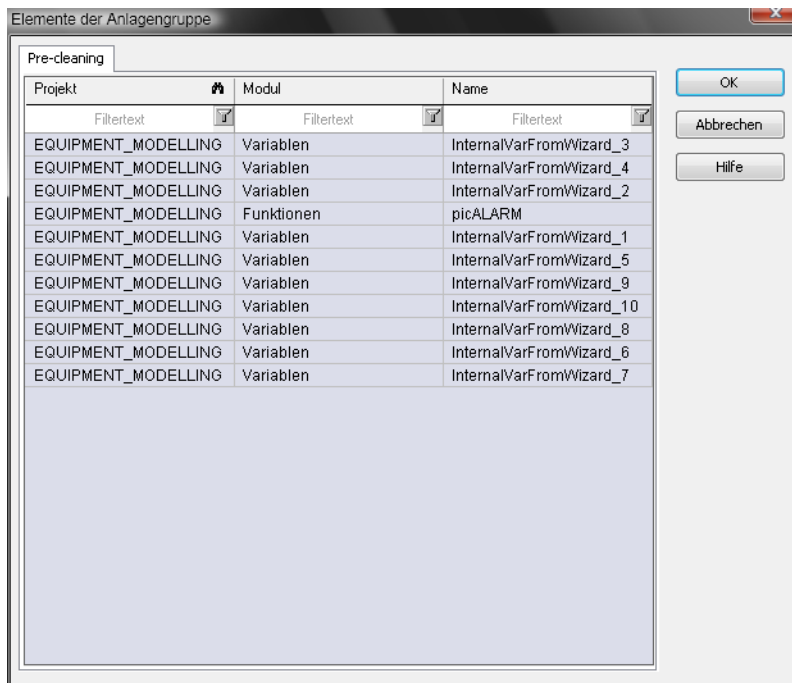 Elemente der Anlagengruppe
Pre-cleaning
Projekt Modul Name
Filtertext Filtertext Filtertext
EQUIPMENT_MODELLING Variablen InternalVarFromWizard_3
EQUIPMENT_MODELLING Variablen InternalVarFromWizard_4
EQUIPMENT_MODELLING Variablen InternalVarFromWizard_2
EQUIPMENT_MODELLING Funktionen picALARM
EQUIPMENT_MODELLING Variablen InternalVarFromWizard_1
EQUIPMENT_MODELLING Variablen InternalVarFromWizard_5
EQUIPMENT_MODELLING Variablen InternalVarFromWizard_9
EQUIPMENT_MODELLING Variablen InternalVarFromWizard_10
EQUIPMENT_MODELLING Variablen InternalVarFromWizard_8
EQUIPMENT_MODELLING Variablen InternalVarFromWizard_6
EQUIPMENT_MODELLING Variablen InternalVarFromWizard_7
OK
Abbrechen
Hilfe